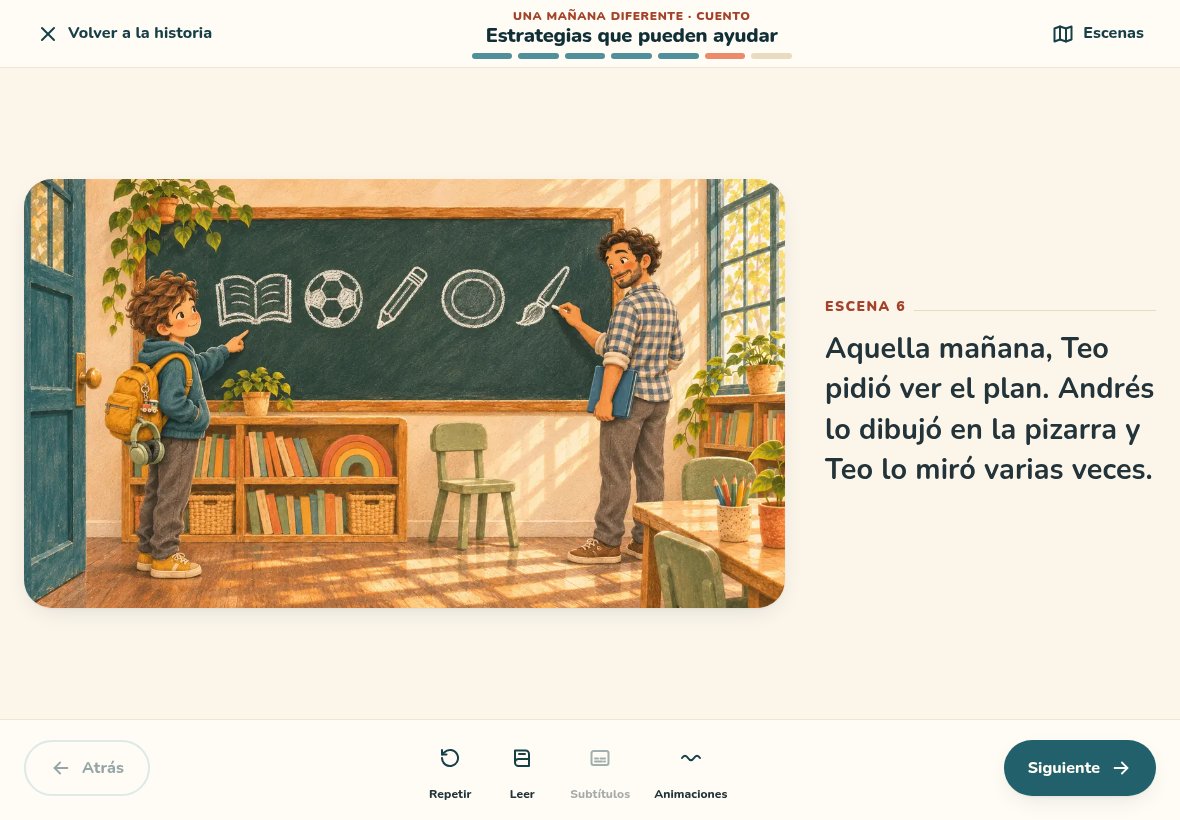 UNA MAÑANA DIFERENTE · CUENTO
Volver a la historia
Estrategias que pueden ayudar
Escenas
ESCENA 6
Aquella mañana, Teo
pidió ver el plan. Andrés
lo dibujó en la pizarra y
Teo lo miró varias veces.
Atrás
Repetir
Leer
Subtítulos
Animaciones
Siguiente